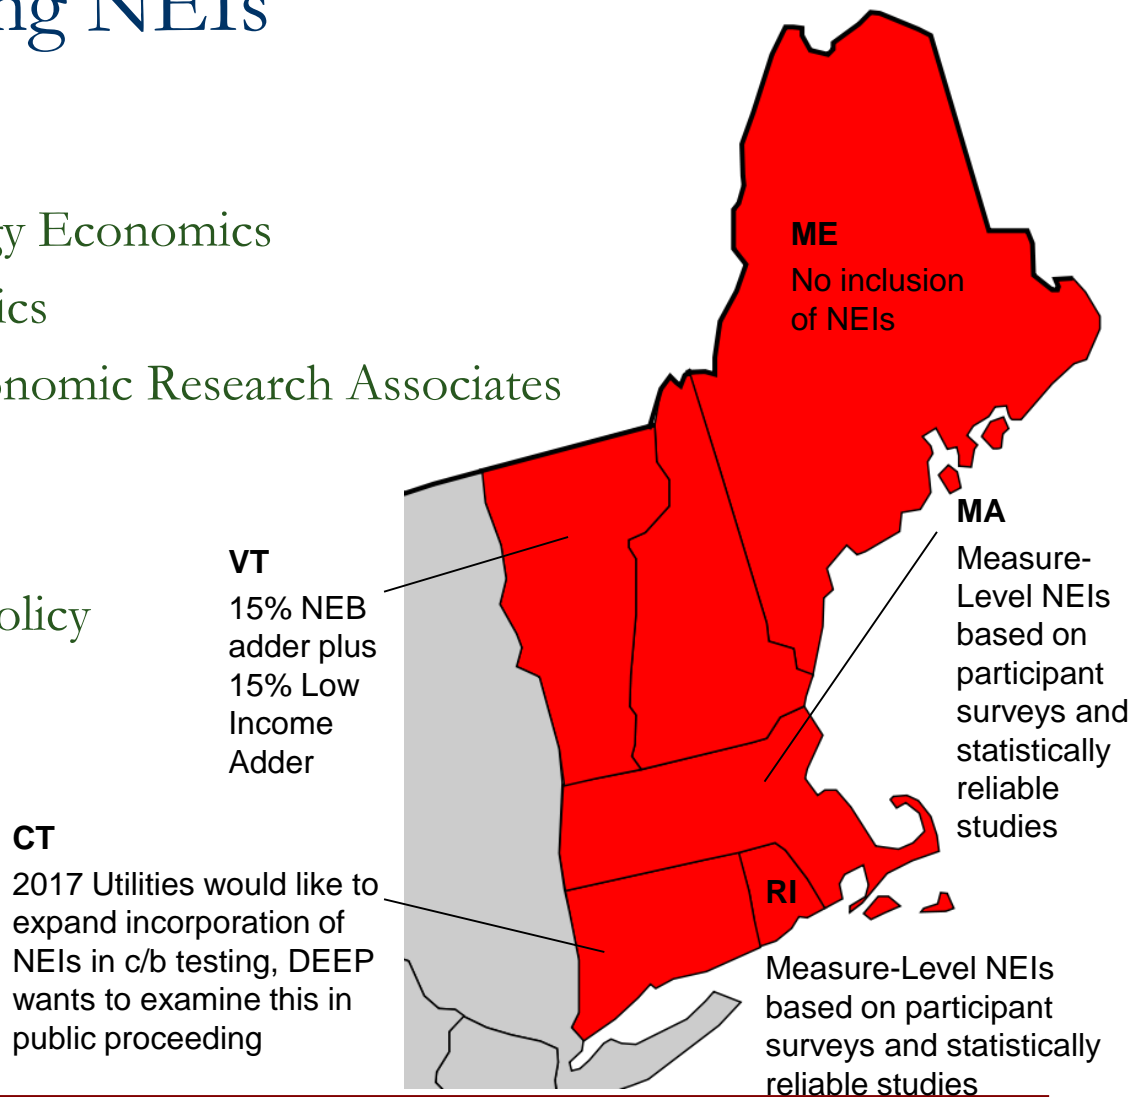 ng NEIs
gy Economics
ics
onomic Research Associates
olicy
ME
No inclusion
of NEIs
VT
15% NEB
adder plus
15% Low
Income
Adder
MA
Measure-
Level NEIs
based on
participant
surveys and
statistically
reliable
studies
CT
2017 Utilities would like to
expand incorporation of
NEIs in c/b testing, DEEP
wants to examine this in
public proceeding
RI
Measure-Level NEIs
based on participant
surveys and statistically
reliable studies